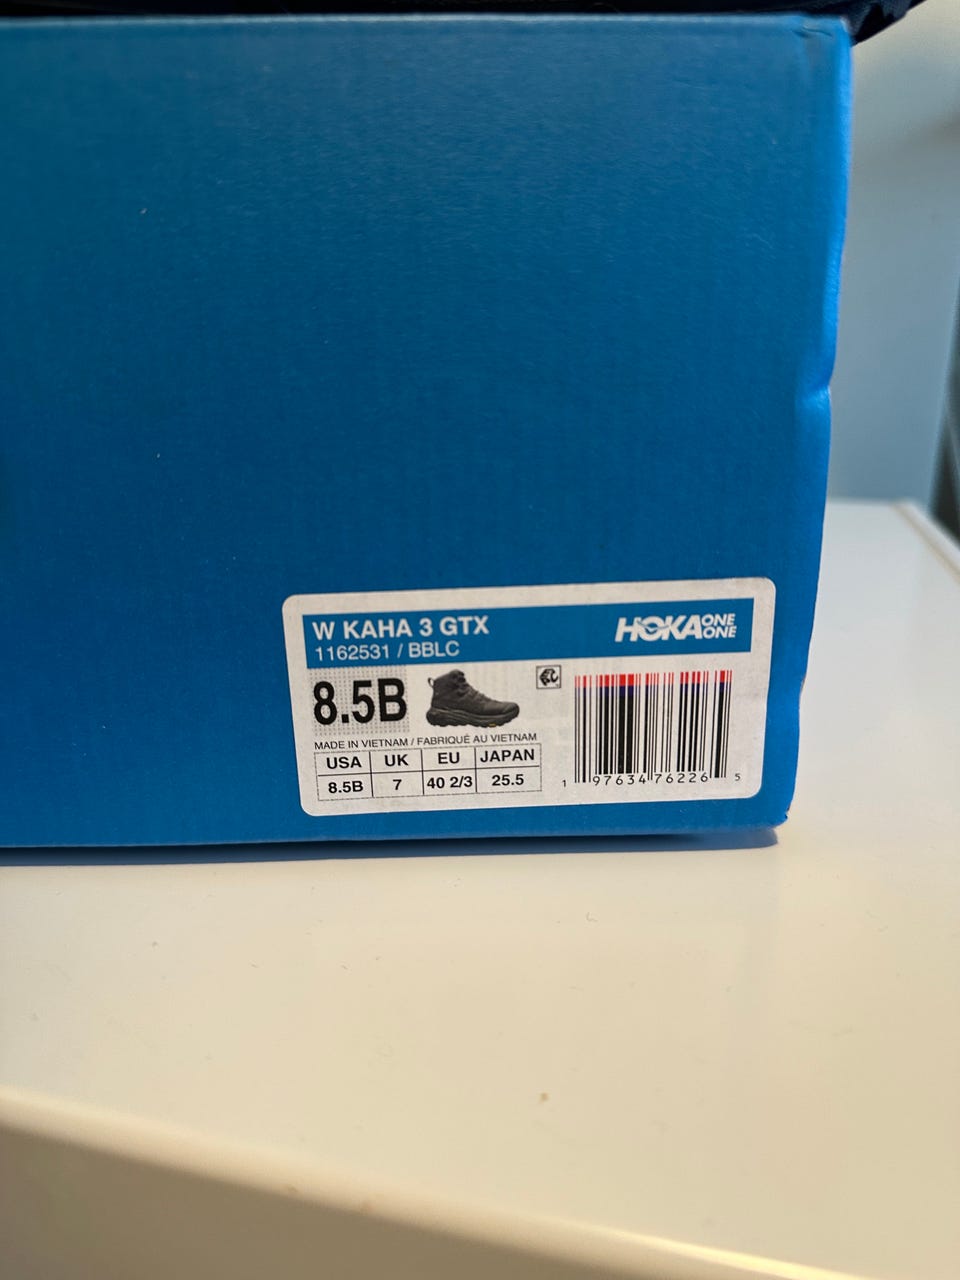 W KAHA 3 GTX
1162531 / BBLC
HOKA ONE ONE
8.5B
MADE IN VIETNAM / FABRIQUÉ AU VIETNAM
USA UK EU JAPAN
8.5B 7 40 2/3 25.5
1 97634 76226 5